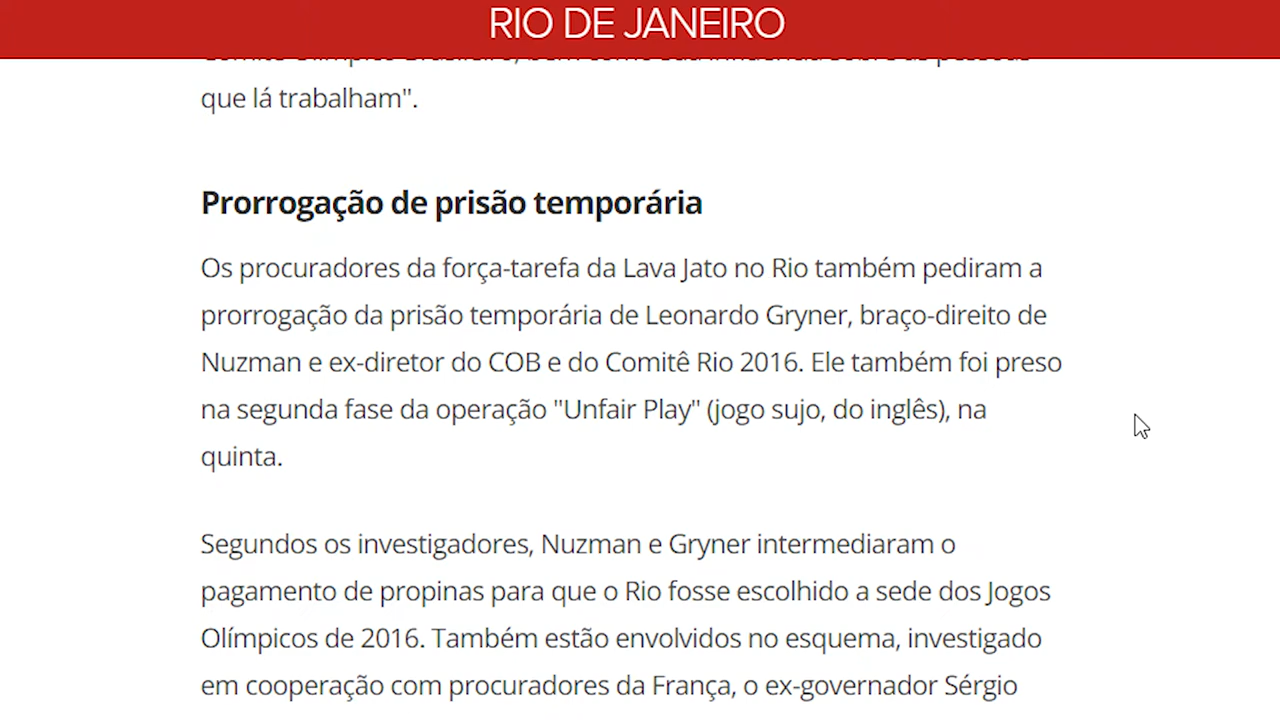 RIO DE JANEIRO
que lá trabalham".
Prorrogação de prisão temporária
Os procuradores da força-tarefa da Lava Jato no Rio também pediram a
prorrogação da prisão temporária de Leonardo Gryner, braço-direito de
Nuzman e ex-diretor do COB e do Comitê Rio 2016. Ele também foi preso
na segunda fase da operação "Unfair Play" (jogo sujo, do inglês), na
quinta.
Segundos os investigadores, Nuzman e Gryner intermediaram o
pagamento de propinas para que o Rio fosse escolhido a sede dos Jogos
Olímpicos de 2016. Também estão envolvidos no esquema, investigado
em cooperação com procuradores da França, o ex-governador Sérgio